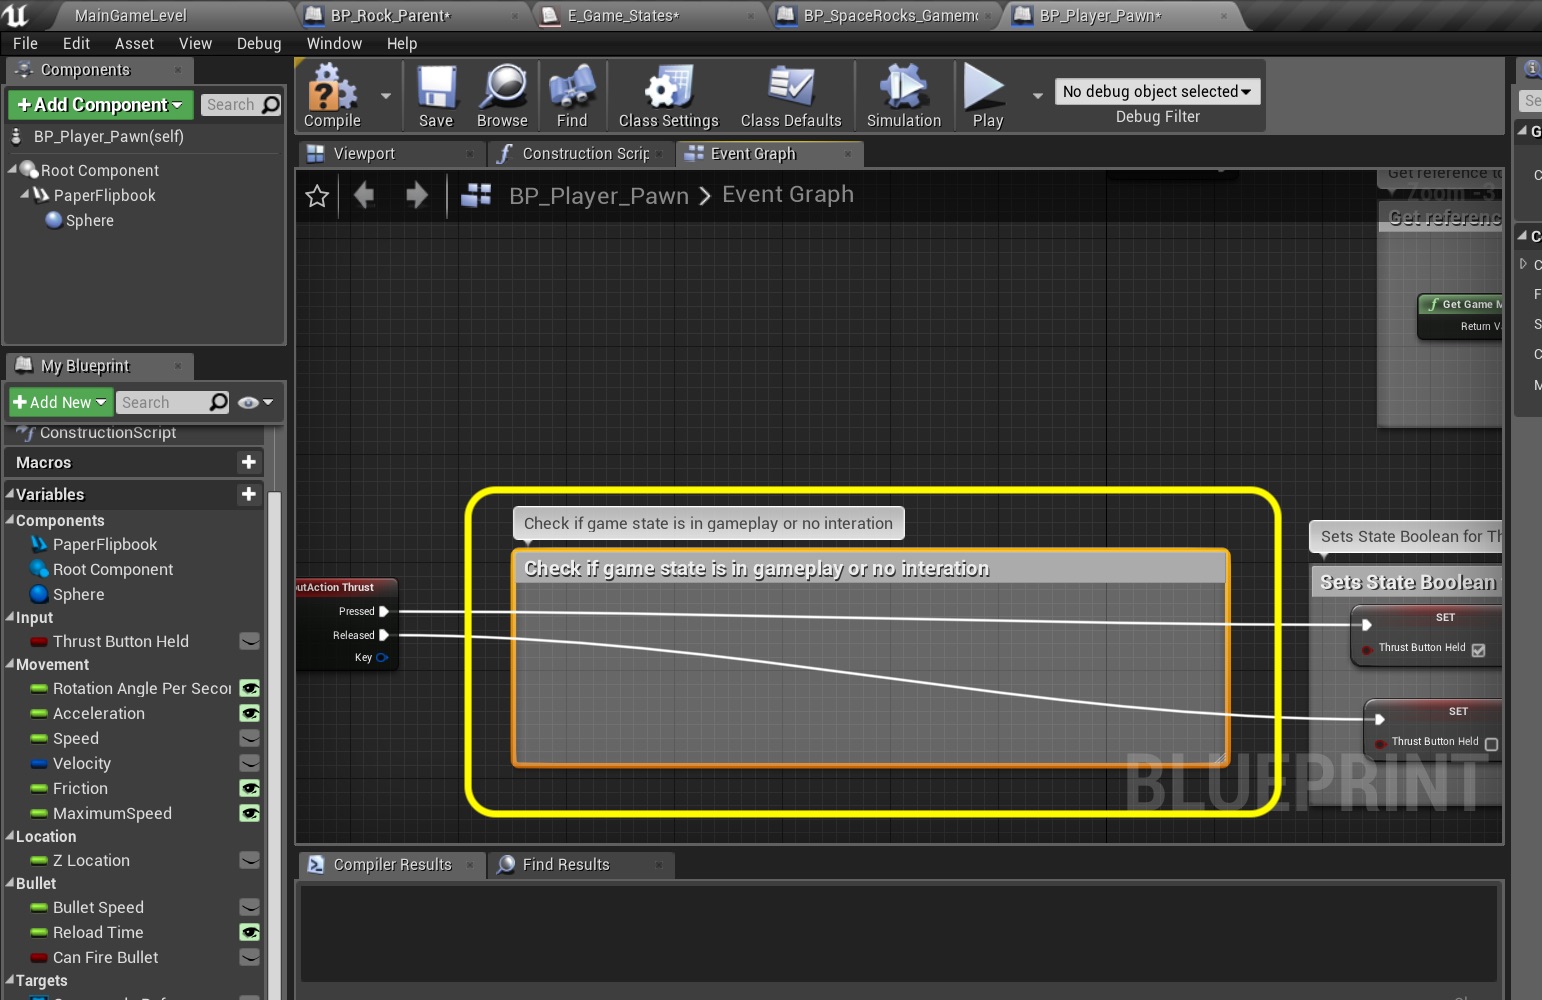 MainGameLevel
BP_Rock_Parent*
E_Game_States*
BP_SpaceRocks_Gamem
BP_Player_Pawn*
File Edit Asset View Debug Window Help
Components
+Add Component
Search
BP_Player_Pawn(self)
Root Component
PaperFlipbook
Sphere
Compile
Save
Browse
Find
Class Settings
Class Defaults
Simulation
Play
No debug object selected
Debug Filter
Viewport
Construction Scrip
Event Graph
BP_Player_Pawn > Event Graph
Zoom -3
Get reference to
Get referenc
Get Game M
Return V
My Blueprint
+Add New
Search
ConstructionScript
Macros
Variables
Components
PaperFlipbook
Root Component
Sphere
Input
Thrust Button Held
Movement
Rotation Angle Per Secon
Acceleration
Speed
Velocity
Friction
MaximumSpeed
Location
Z Location
Bullet
Bullet Speed
Reload Time
Can Fire Bullet
Targets
utAction Thrust
Pressed
Released
Key
Check if game state is in gameplay or no interation
Check if game state is in gameplay or no interation
Sets State Boolean for Th
Sets State Boolean
SET
Thrust Button Held
SET
Thrust Button Held
BLUEPRINT
Compiler Results
Find Results